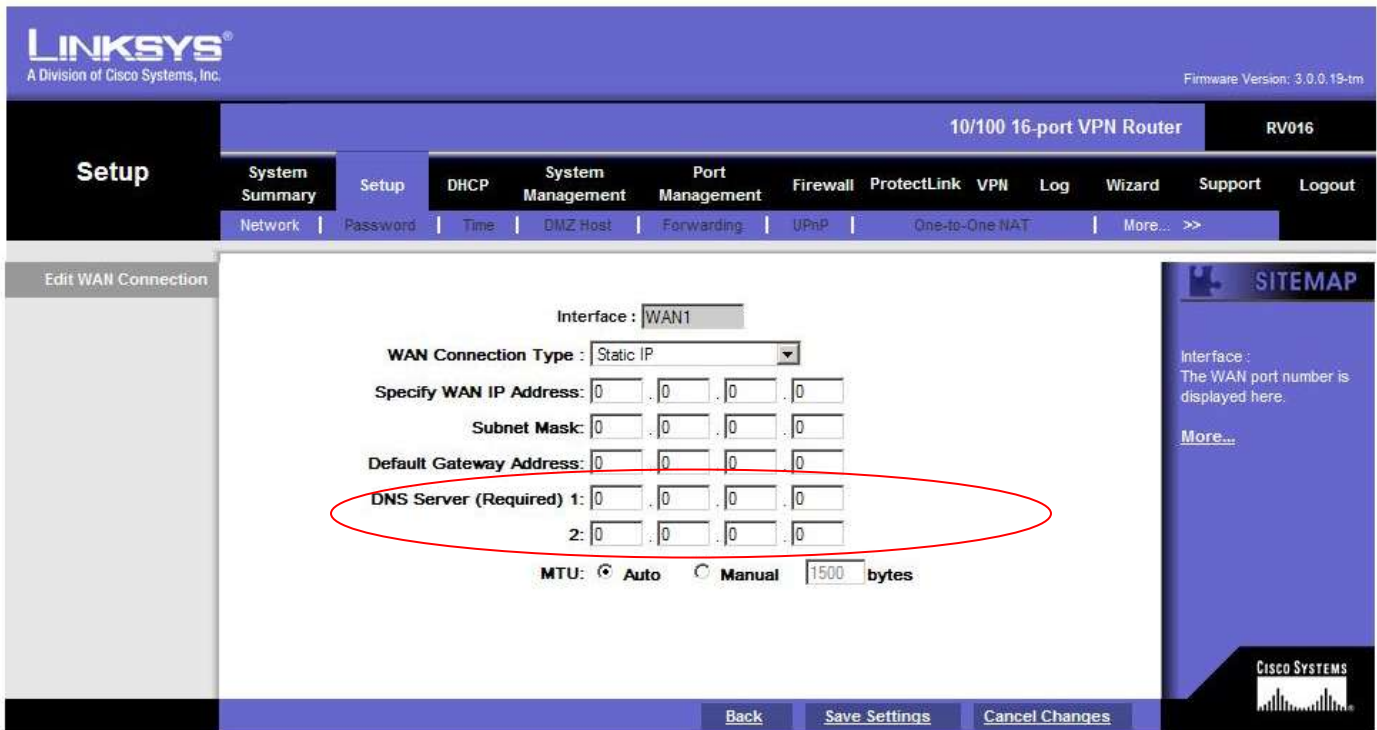 LINKSYS®
A Division of Cisco Systems, Inc.
Firmware Version: 3.0.0.19-tm
10/100 16-port VPN Router RV016
Setup
System Summary Setup DHCP System Management Port Management Firewall ProtectLink VPN Log Wizard Support Logout
Network | Password | Time | DMZ Host | Forwarding | UPnP | One-to-One NAT | More... >>
Edit WAN Connection
SITEMAP
Interface : WAN1
WAN Connection Type : Static IP
Specify WAN IP Address: 0 . 0 . 0 . 0
Subnet Mask: 0 . 0 . 0 . 0
Default Gateway Address: 0 . 0 . 0 . 0
DNS Server (Required) 1: 0 . 0 . 0 . 0
2: 0 . 0 . 0 . 0
MTU: Auto Manual 1500 bytes
Interface :
The WAN port number is
displayed here.
More...
CISCO SYSTEMS
Back Save Settings Cancel Changes